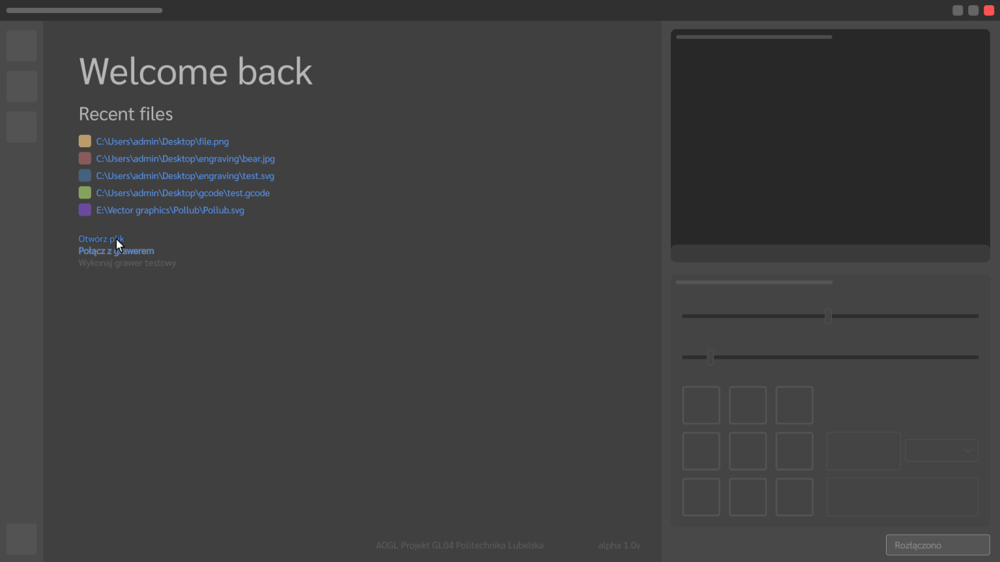 Welcome back
Recent files
C:\Users\admin\Desktop\file.png
C:\Users\admin\Desktop\engraving\bear.jpg
C:\Users\admin\Desktop\engraving\test.svg
C:\Users\admin\Desktop\gcode\test.gcode
E:\Vector graphics\Pollub\Pollub.svg
Otwórz plik
Połącz z grawerem
Wykonaj grawer testowy
AOGL Projekt GL04 Politechnika Lubelska
alpha 1.0v
Rozłączono